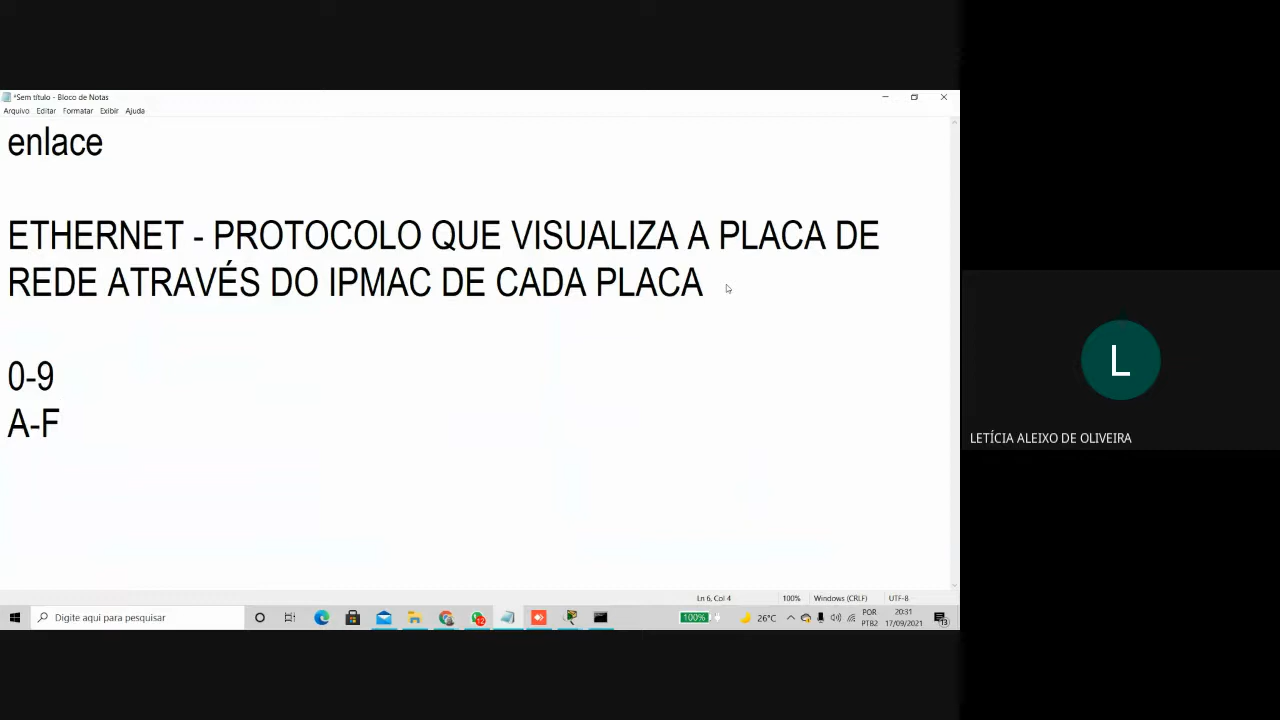 *Sem título - Bloco de Notas
Arquivo Editar Formatar Exibir Ajuda
enlace
ETHERNET - PROTOCOLO QUE VISUALIZA A PLACA DE
REDE ATRAVÉS DO IPMAC DE CADA PLACA
0-9
A-F
L
LETÍCIA ALEIXO DE OLIVEIRA
Ln 6, Col 4 100% Windows (CRLF) UTF-8
Digite aqui para pesquisar
12
100%
26°C
POR
PTB2
20:31
17/09/2021
13